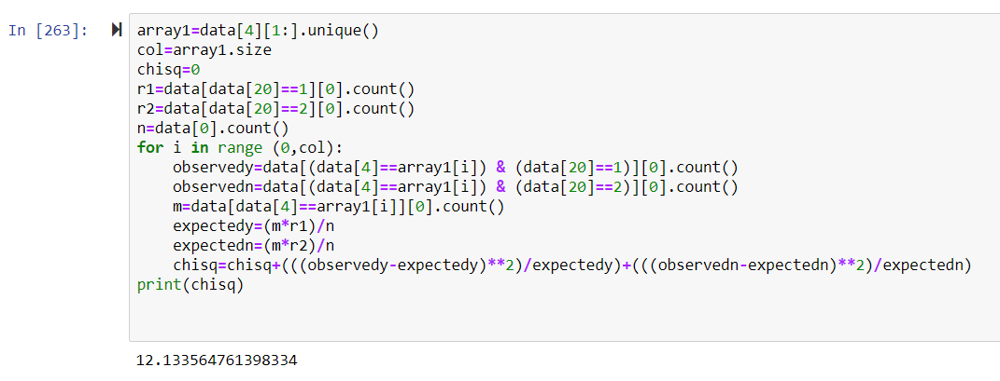 In [263]:
array1=data[4][1:].unique()
col=array1.size
chisq=0
r1=data[data[20]==1][0].count()
r2=data[data[20]==2][0].count()
n=data[0].count()
for i in range (0,col):
    observedy=data[(data[4]==array1[i]) & (data[20]==1)][0].count()
    observedn=data[(data[4]==array1[i]) & (data[20]==2)][0].count()
    m=data[data[4]==array1[i]][0].count()
    expectedy=(m*r1)/n
    expectedn=(m*r2)/n
    chisq=chisq+(((observedy-expectedy)**2)/expectedy)+(((observedn-expectedn)**2)/expectedn)
print(chisq)
12.133564761398334